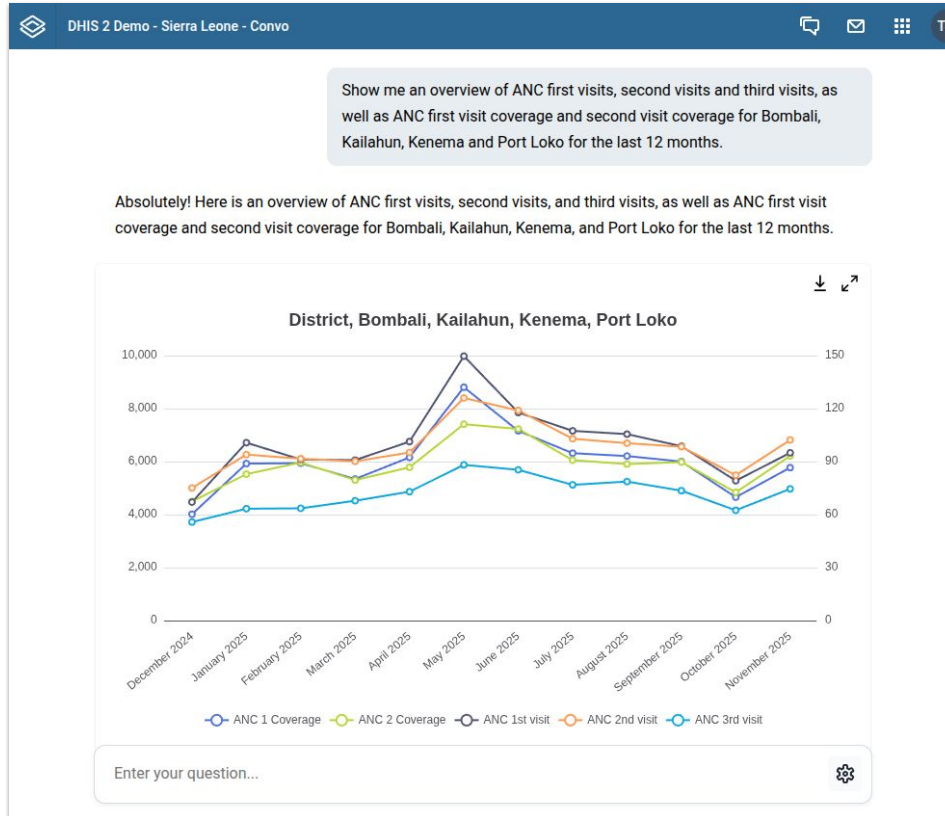 DHIS 2 Demo - Sierra Leone - Convo
T
Show me an overview of ANC first visits, second visits and third visits, as
well as ANC first visit coverage and second visit coverage for Bombali,
Kailahun, Kenema and Port Loko for the last 12 months.
Absolutely! Here is an overview of ANC first visits, second visits, and third visits, as well as ANC first visit
coverage and second visit coverage for Bombali, Kailahun, Kenema, and Port Loko for the last 12 months.
District, Bombali, Kailahun, Kenema, Port Loko
10,000 150
8,000 120
6,000 90
4,000 60
2,000 30
0 0
December 2024 January 2025 February 2025 March 2025 April 2025 May 2025 June 2025 July 2025 August 2025 September 2025 October 2025 November 2025
ANC 1 Coverage ANC 2 Coverage ANC 1st visit ANC 2nd visit ANC 3rd visit
Enter your question...